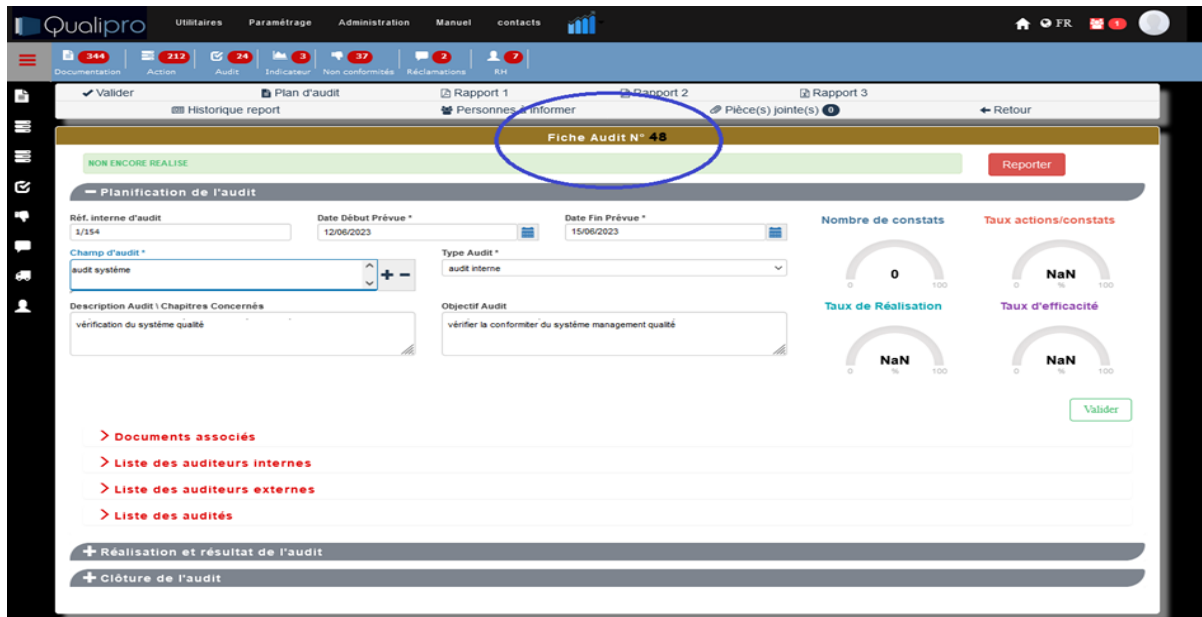 Qualipro Utilitaires Paramétrage Administration Manuel contacts FR 1
344 212 24 3 37 2 7
Documentation Action Audit Indicateur Non conformités Réclamations RH
Valider Plan d'audit Rapport 1 Rapport 2 Rapport 3
Historique report Personnes à informer Pièce(s) jointe(s) 0 Retour
Fiche Audit N° 48
NON ENCORE REALISE Reporter
Planification de l'audit
Réf. interne d'audit Date Début Prévue * Date Fin Prévue * Nombre de constats Taux actions/constats
1/154 12/06/2023 15/06/2023
Champ d'audit * Type Audit *
audit système audit interne
0 NaN
0 100 0 % 100
Description Audit \ Chapitres Concernés Objectif Audit Taux de Réalisation Taux d'efficacité
vérification du systéme qualité vérifier la conformiter du systéme management qualité
NaN NaN
0 % 100 0 % 100
Valider
Documents associés
Liste des auditeurs internes
Liste des auditeurs externes
Liste des audités
Réalisation et résultat de l'audit
Clôture de l'audit